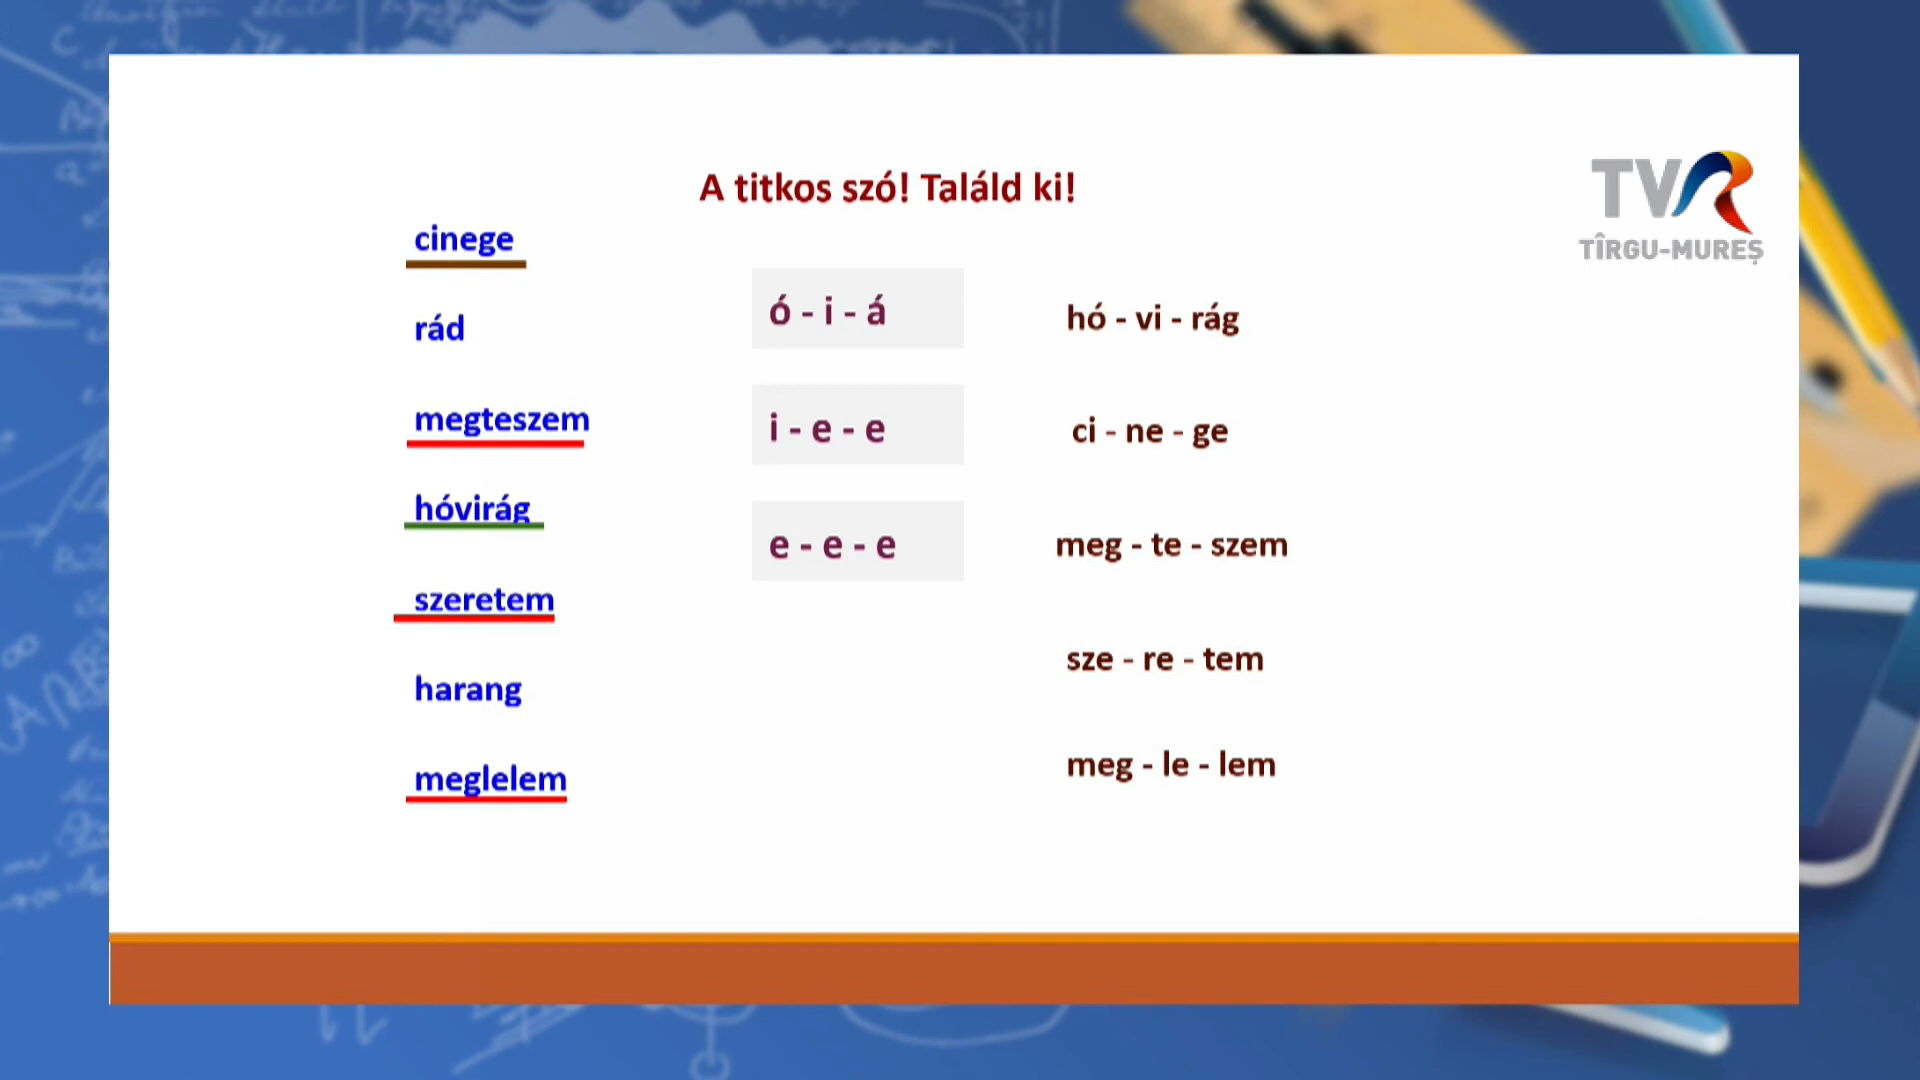 A titkos szó! Találd ki!
TVR
TÎRGU-MUREȘ
cinege
rád
megteszem
hóvirág
szeretem
harang
meglelem
ó - i - á
i - e - e
e - e - e
hó - vi - rág
ci - ne - ge
meg - te - szem
sze - re - tem
meg - le - lem